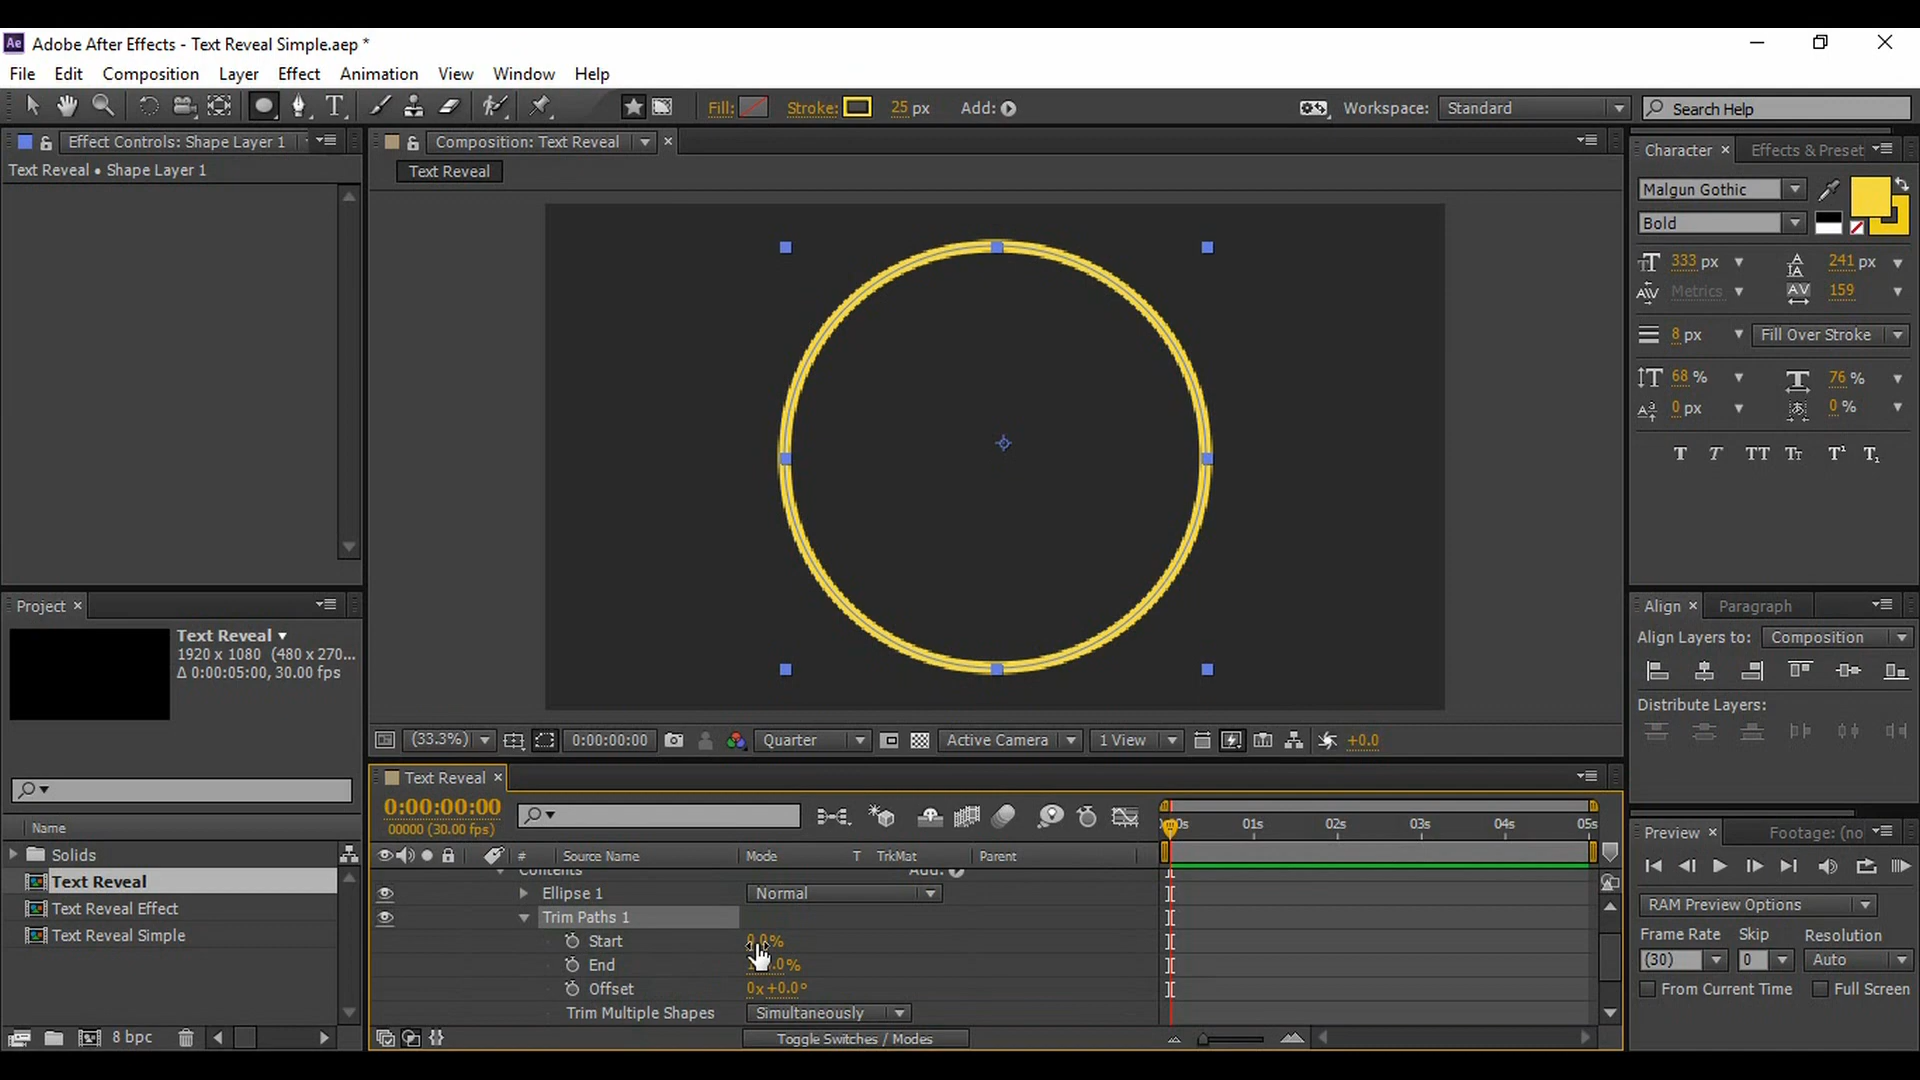 Ae Adobe After Effects - Text Reveal Simple.aep *
File Edit Composition Layer Effect Animation View Window Help
Fill: Stroke: 25 px Add: Workspace: Standard Search Help
Effect Controls: Shape Layer 1
Text Reveal • Shape Layer 1
Composition: Text Reveal
Text Reveal
Character Effects & Preset
Malgun Gothic
Bold
333 px 241 px
Metrics 159
8 px Fill Over Stroke
68 % 76 %
0 px 0 %
Project
Text Reveal
1920 x 1080 (480 x 270...
Δ 0:00:05:00, 30.00 fps
Name
Solids
Text Reveal
Text Reveal Effect
Text Reveal Simple
8 bpc
(33.3%) 0:00:00:00 Quarter Active Camera 1 View +0.0
Align Paragraph
Align Layers to: Composition
Distribute Layers:
Text Reveal
0:00:00:00
00000 (30.00 fps)
01s 02s 03s 04s 05s
# Source Name Mode T TrkMat Parent
Contents Add:
Ellipse 1 Normal
Trim Paths 1
Start
End
Offset 0x+0.0°
Trim Multiple Shapes Simultaneously
Toggle Switches / Modes
Preview Footage: (no
RAM Preview Options
Frame Rate Skip Resolution
(30) 0 Auto
From Current Time Full Screen